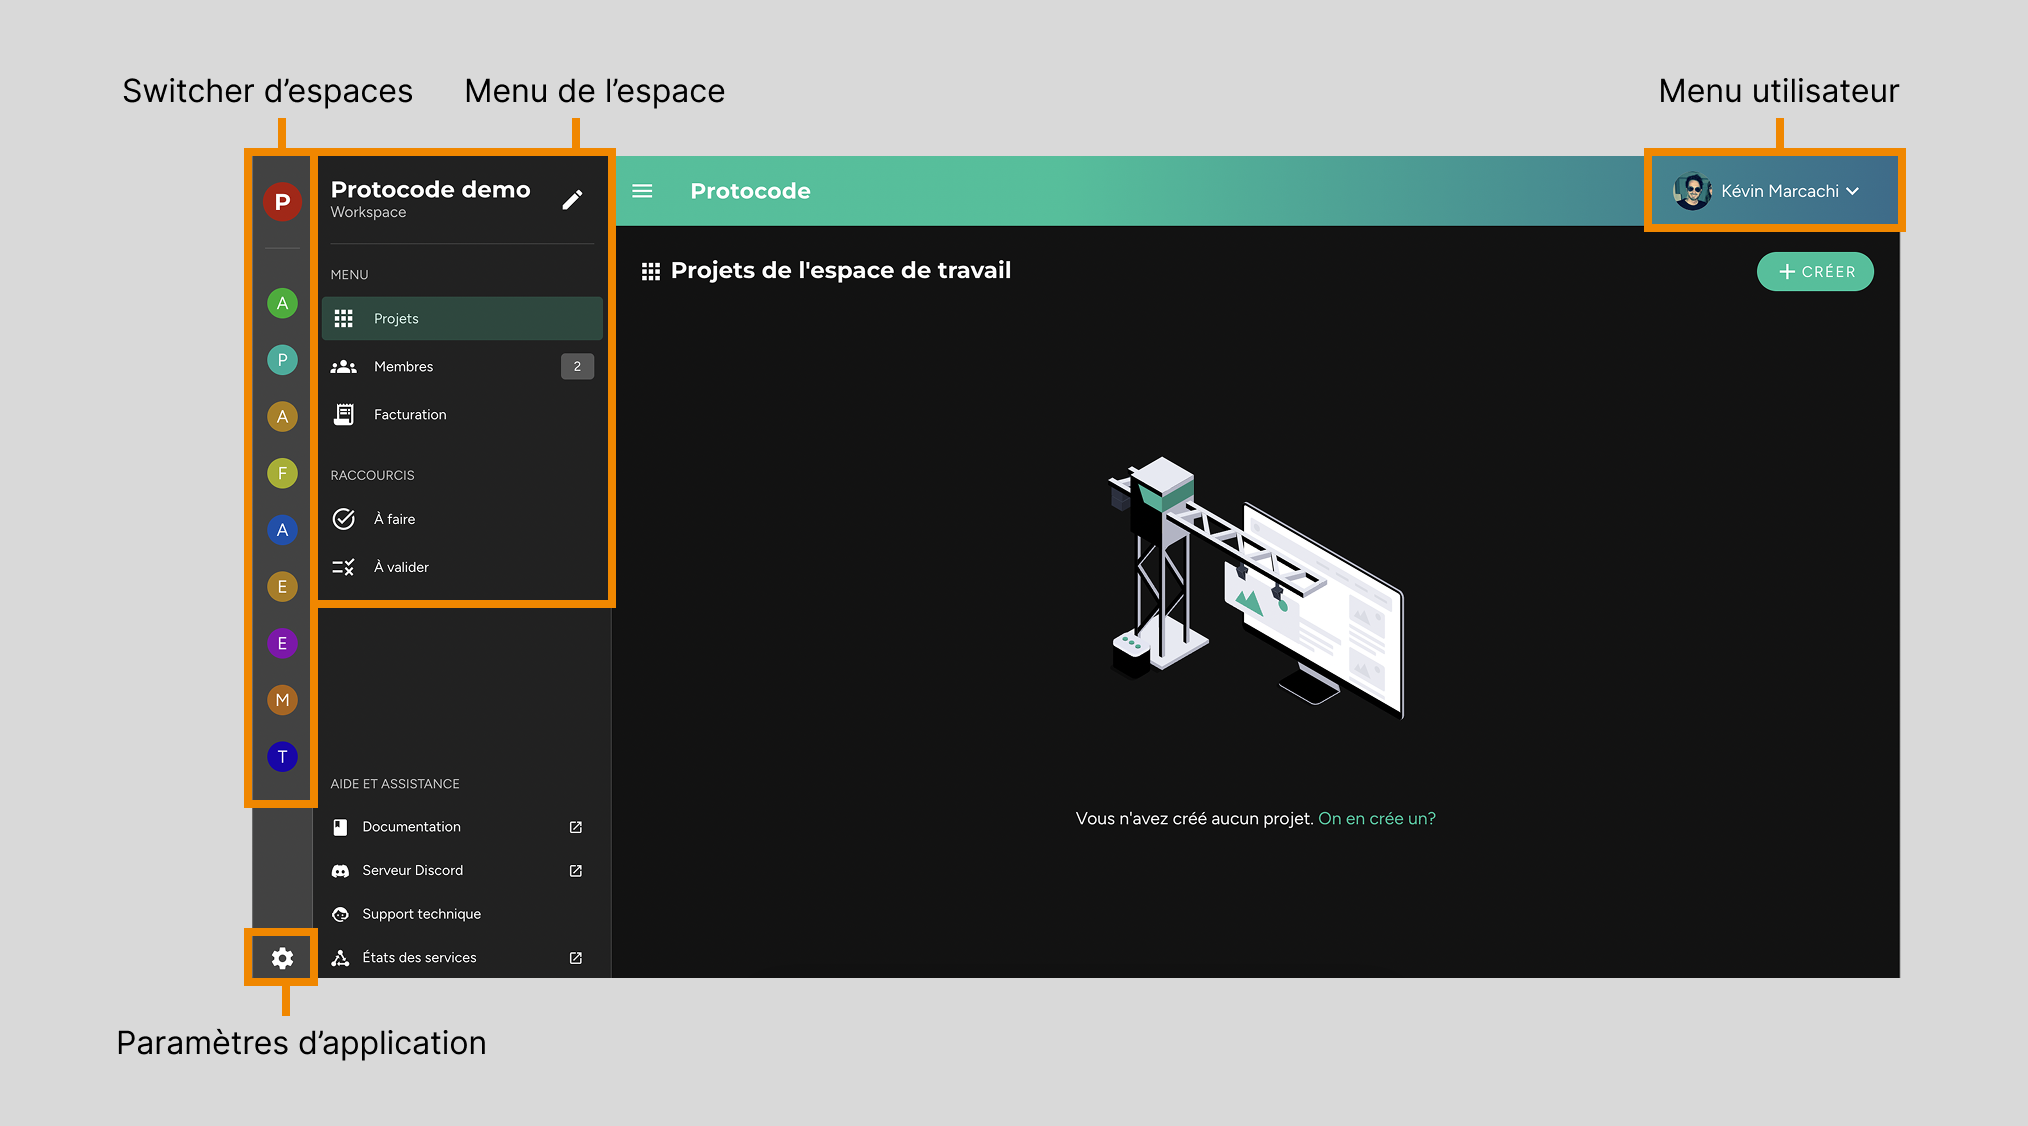 Switcher d’espaces
Menu de l’espace
Menu utilisateur
P
A
P
A
F
A
E
E
M
T
Protocode demo
Workspace
MENU
Projets
Membres
2
Facturation
RACCOURCIS
À faire
À valider
AIDE ET ASSISTANCE
Documentation
Serveur Discord
Support technique
États des services
Protocode
Kévin Marcachi
Projets de l'espace de travail
CRÉER
Vous n'avez créé aucun projet. On en crée un?
Paramètres d’application